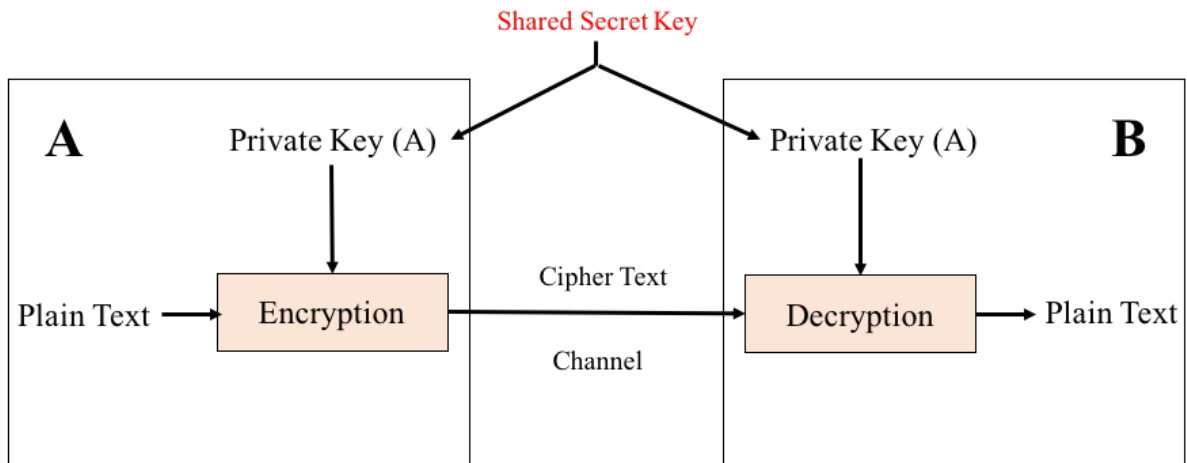 Shared Secret Key
A
Private Key (A)
Private Key (A)
B
Plain Text
Encryption
Cipher Text
Channel
Decryption
Plain Text